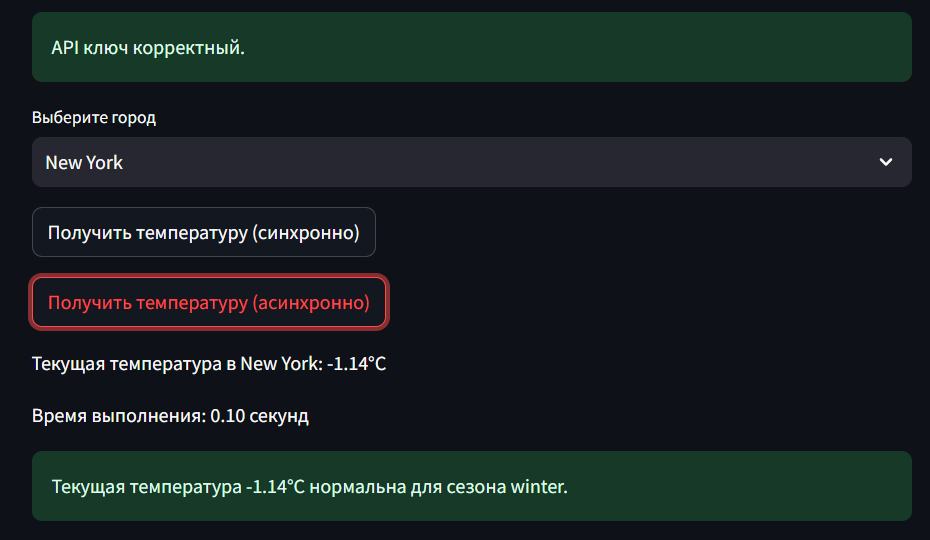 API ключ корректный.
Выберите город
New York
Получить температуру (синхронно)
Получить температуру (асинхронно)
Текущая температура в New York: -1.14°C
Время выполнения: 0.10 секунд
Текущая температура -1.14°C нормальна для сезона winter.